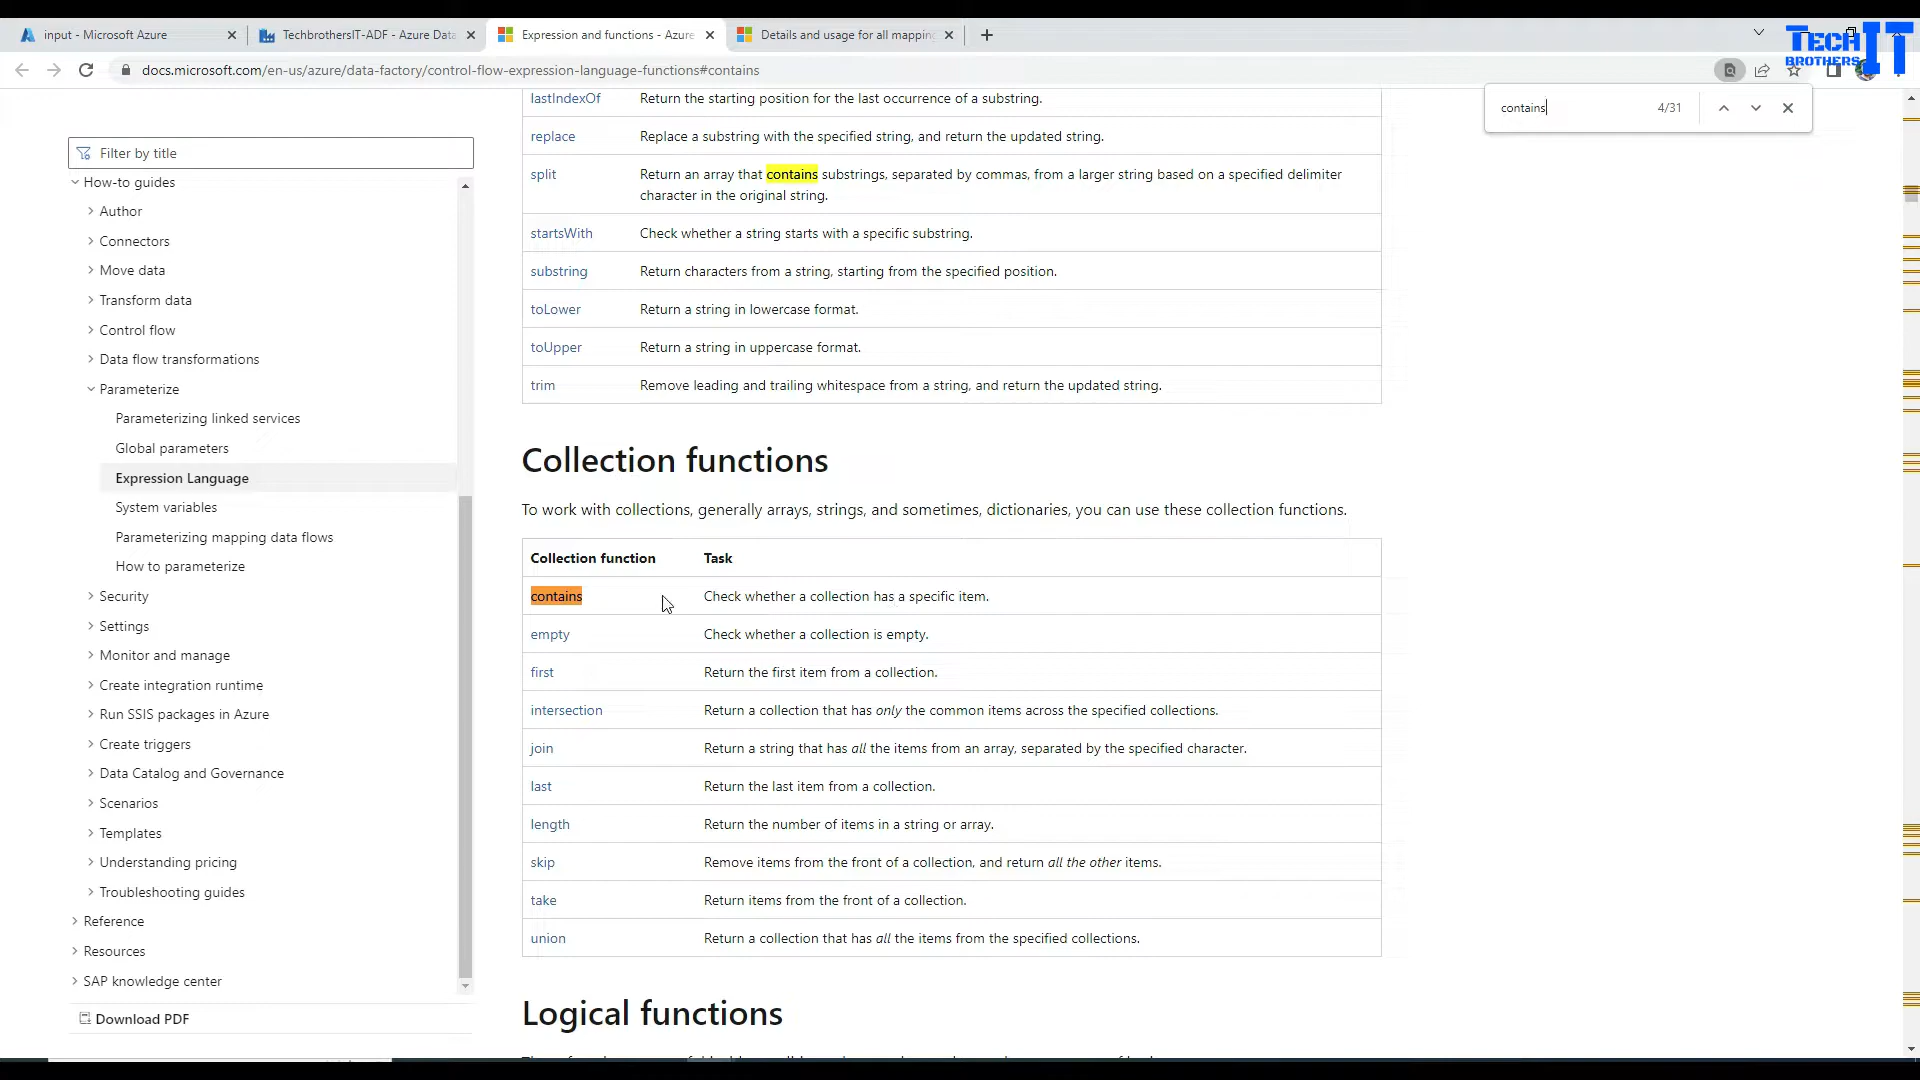 input - Microsoft Azure
TechbrothersIT-ADF - Azure Data
Expression and functions - Azure
Details and usage for all mapping
docs.microsoft.com/en-us/azure/data-factory/control-flow-expression-language-functions#contains
TECH BROTHERS IT
contains 4/31
Filter by title
How-to guides
Author
Connectors
Move data
Transform data
Control flow
Data flow transformations
Parameterize
Parameterizing linked services
Global parameters
Expression Language
System variables
Parameterizing mapping data flows
How to parameterize
Security
Settings
Monitor and manage
Create integration runtime
Run SSIS packages in Azure
Create triggers
Data Catalog and Governance
Scenarios
Templates
Understanding pricing
Troubleshooting guides
Reference
Resources
SAP knowledge center
Download PDF
lastIndexOf Return the starting position for the last occurrence of a substring.
replace Replace a substring with the specified string, and return the updated string.
split Return an array that contains substrings, separated by commas, from a larger string based on a specified delimiter
character in the original string.
startsWith Check whether a string starts with a specific substring.
substring Return characters from a string, starting from the specified position.
toLower Return a string in lowercase format.
toUpper Return a string in uppercase format.
trim Remove leading and trailing whitespace from a string, and return the updated string.
Collection functions
To work with collections, generally arrays, strings, and sometimes, dictionaries, you can use these collection functions.
Collection function Task
contains Check whether a collection has a specific item.
empty Check whether a collection is empty.
first Return the first item from a collection.
intersection Return a collection that has only the common items across the specified collections.
join Return a string that has all the items from an array, separated by the specified character.
last Return the last item from a collection.
length Return the number of items in a string or array.
skip Remove items from the front of a collection, and return all the other items.
take Return items from the front of a collection.
union Return a collection that has all the items from the specified collections.
Logical functions